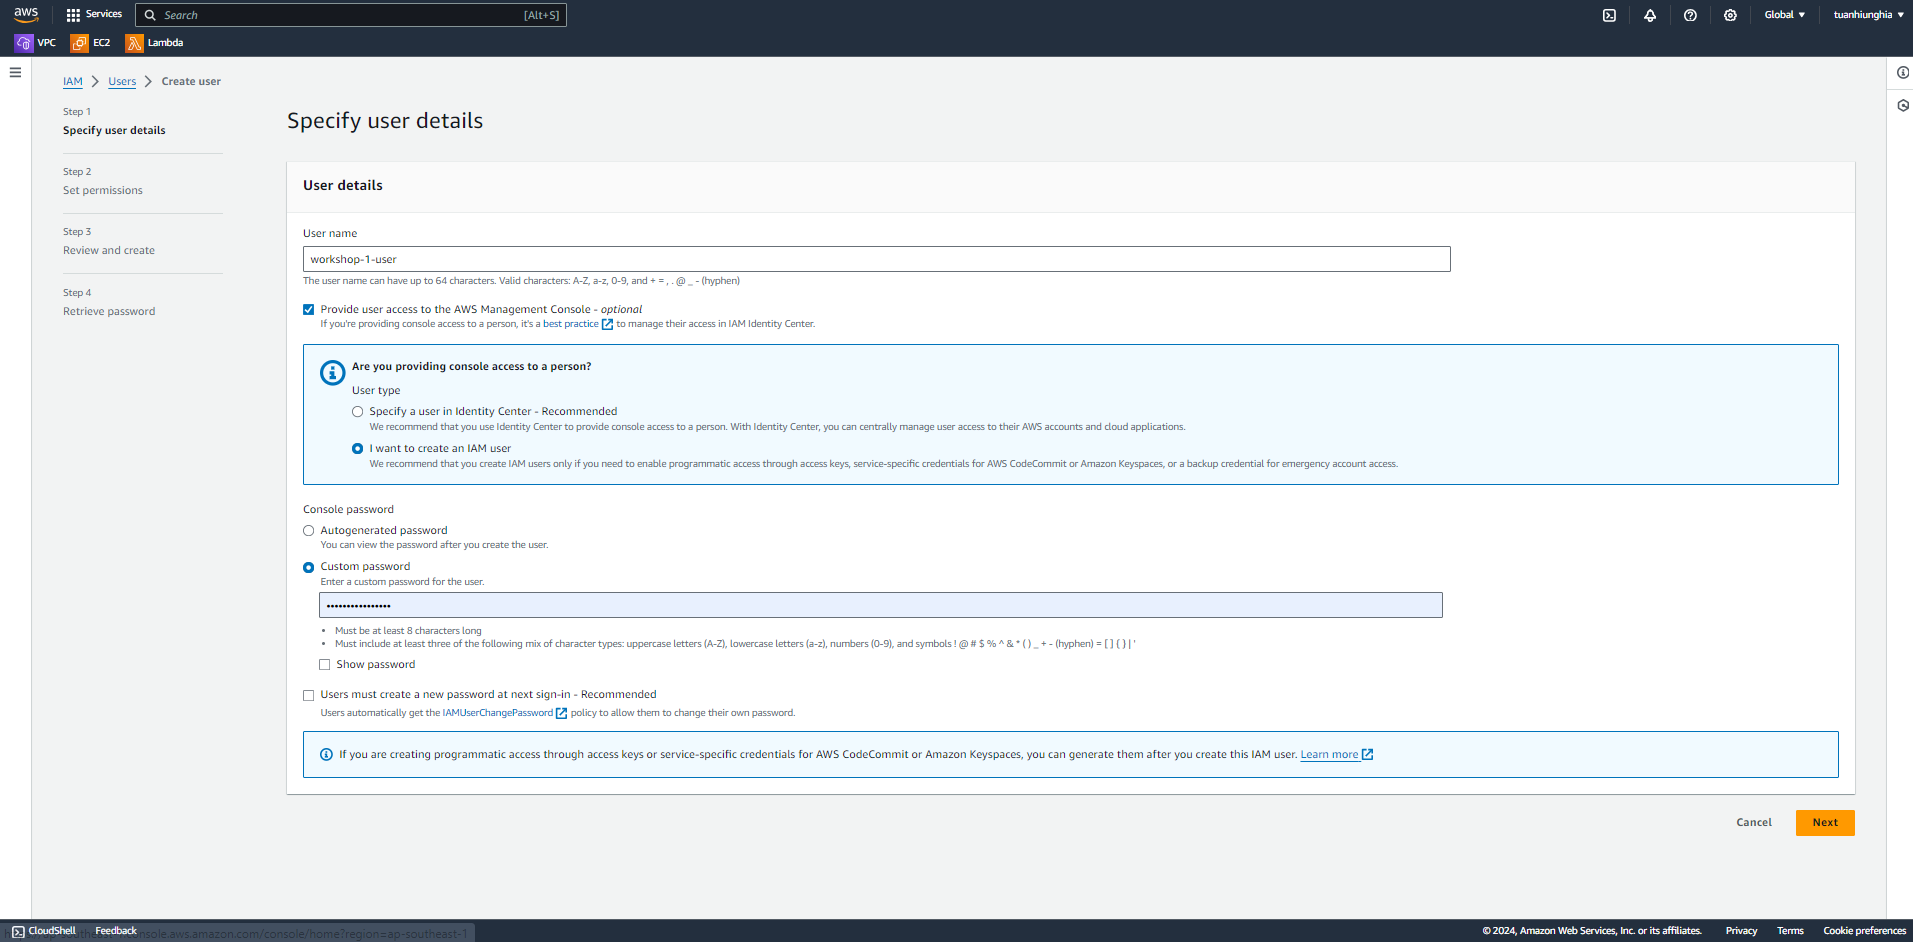 aws
Services
Search
[Alt+S]
Global
tuanhiunghia
VPC
EC2
Lambda
IAM
Users
Create user
Step 1
Specify user details
Step 2
Set permissions
Step 3
Review and create
Step 4
Retrieve password
Specify user details
User details
User name
workshop-1-user
The user name can have up to 64 characters. Valid characters: A-Z, a-z, 0-9, and + = , . @ _ - (hyphen)
Provide user access to the AWS Management Console - optional
If you're providing console access to a person, it's a best practice to manage their access in IAM Identity Center.
Are you providing console access to a person?
User type
Specify a user in Identity Center - Recommended
We recommend that you use Identity Center to provide console access to a person. With Identity Center, you can centrally manage user access to their AWS accounts and cloud applications.
I want to create an IAM user
We recommend that you create IAM users only if you need to enable programmatic access through access keys, service-specific credentials for AWS CodeCommit or Amazon Keyspaces, or a backup credential for emergency account access.
Console password
Autogenerated password
You can view the password after you create the user.
Custom password
Enter a custom password for the user.
••••••••••••••••
• Must be at least 8 characters long
• Must include at least three of the following mix of character types: uppercase letters (A-Z), lowercase letters (a-z), numbers (0-9), and symbols ! @ # $ % ^ & * ( ) _ + - (hyphen) = [ ] { } | '
Show password
Users must create a new password at next sign-in - Recommended
Users automatically get the IAMUserChangePassword policy to allow them to change their own password.
If you are creating programmatic access through access keys or service-specific credentials for AWS CodeCommit or Amazon Keyspaces, you can generate them after you create this IAM user. Learn more
Cancel
Next
CloudShell
Feedback
console.aws.amazon.com/console/home?region=ap-southeast-1
© 2024, Amazon Web Services, Inc. or its affiliates.
Privacy
Terms
Cookie preferences